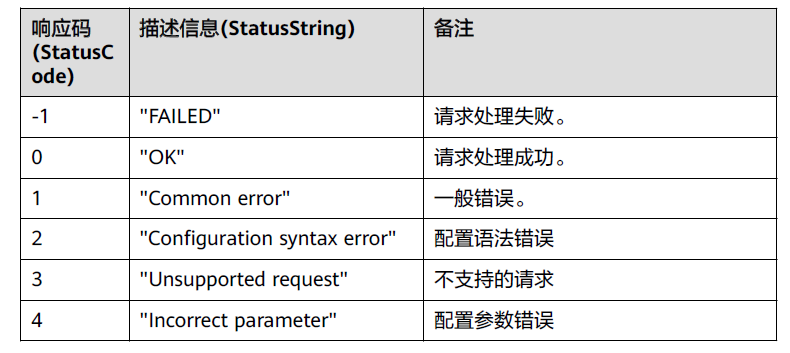 响应码 描述信息(StatusString) 备注
(StatusC
ode)
-1 "FAILED" 请求处理失败。
0 "OK" 请求处理成功。
1 "Common error" 一般错误。
2 "Configuration syntax error" 配置语法错误
3 "Unsupported request" 不支持的请求
4 "Incorrect parameter" 配置参数错误